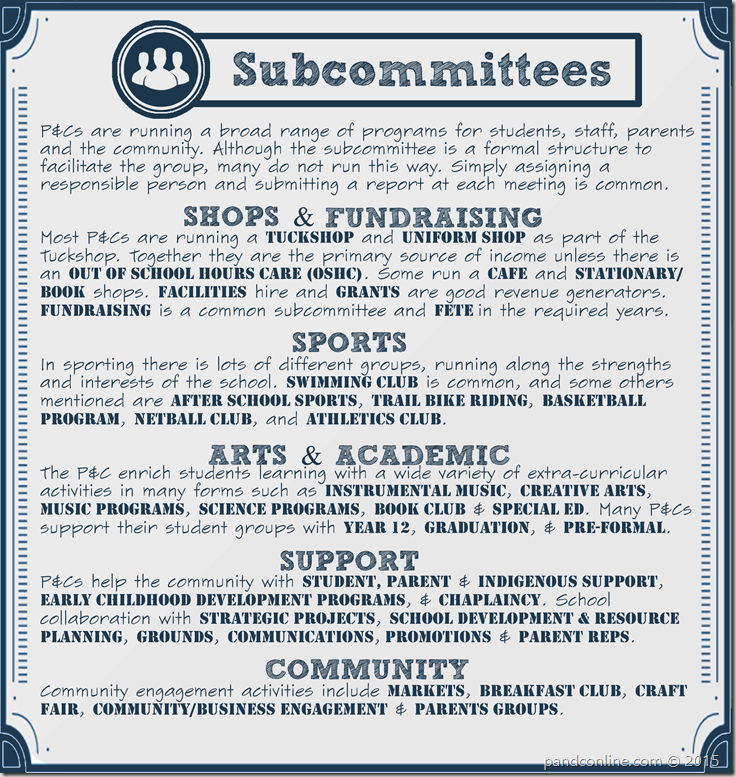 Subcommittees
P&Cs are running a broad range of programs for students, staff, parents
and the community. Although the subcommittee is a formal structure to
facilitate the group, many do not run this way. Simply assigning a
responsible person and submitting a report at each meeting is common.
SHOPS & FUNDRAISING
Most P&Cs are running a TUCKSHOP and UNIFORM SHOP as part of the
Tuckshop. Together they are the primary source of income unless there is
an OUT OF SCHOOL HOURS CARE (OSHC). Some run a CAFE and STATIONARY/
BOOK shops. FACILITIES hire and GRANTS are good revenue generators.
FUNDRAISING is a common subcommittee and FETE in the required years.
SPORTS
In sporting there is lots of different groups, running along the strengths
and interests of the school. SWIMMING CLUB is common, and some others
mentioned are AFTER SCHOOL SPORTS, TRAIL BIKE RIDING, BASKETBALL
PROGRAM, NETBALL CLUB, and ATHLETICS CLUB.
ARTS & ACADEMIC
The P&C enrich students learning with a wide variety of extra-curricular
activities in many forms such as INSTRUMENTAL MUSIC, CREATIVE ARTS,
MUSIC PROGRAMS, SCIENCE PROGRAMS, BOOK CLUB & SPECIAL ED. Many P&Cs
support their student groups with YEAR 12, GRADUATION, & PRE-FORMAL.
SUPPORT
P&Cs help the community with STUDENT, PARENT & INDIGENOUS SUPPORT,
EARLY CHILDHOOD DEVELOPMENT PROGRAMS, & CHAPLAINCY. School
collaboration with STRATEGIC PROJECTS, SCHOOL DEVELOPMENT & RESOURCE
PLANNING, GROUNDS, COMMUNICATIONS, PROMOTIONS & PARENT REPS.
COMMUNITY
Community engagement activities include MARKETS, BREAKFAST CLUB, CRAFT
FAIR, COMMUNITY/BUSINESS ENGAGEMENT & PARENTS GROUPS.
pandconline.com © 2015